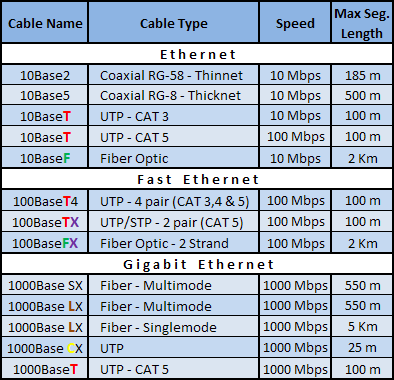 Cable Name Cable Type Speed Max Seg. Length
Ethernet
10Base2 Coaxial RG-58 - Thinnet 10 Mbps 185 m
10Base5 Coaxial RG-8 - Thicknet 10 Mbps 500 m
10BaseT UTP - CAT 3 10 Mbps 100 m
10BaseT UTP - CAT 5 100 Mbps 100 m
10BaseF Fiber Optic 10 Mbps 2 Km
Fast Ethernet
100BaseT4 UTP - 4 pair (CAT 3,4 & 5) 100 Mbps 100 m
100BaseTX UTP/STP - 2 pair (CAT 5) 100 Mbps 100 m
100BaseFX Fiber Optic - 2 Strand 100 Mbps 2 Km
Gigabit Ethernet
1000Base SX Fiber - Multimode 1000 Mbps 550 m
1000Base LX Fiber - Multimode 1000 Mbps 550 m
1000Base LX Fiber - Singlemode 1000 Mbps 5 Km
1000Base CX UTP 1000 Mbps 25 m
1000BaseT UTP - CAT 5 1000 Mbps 100 m